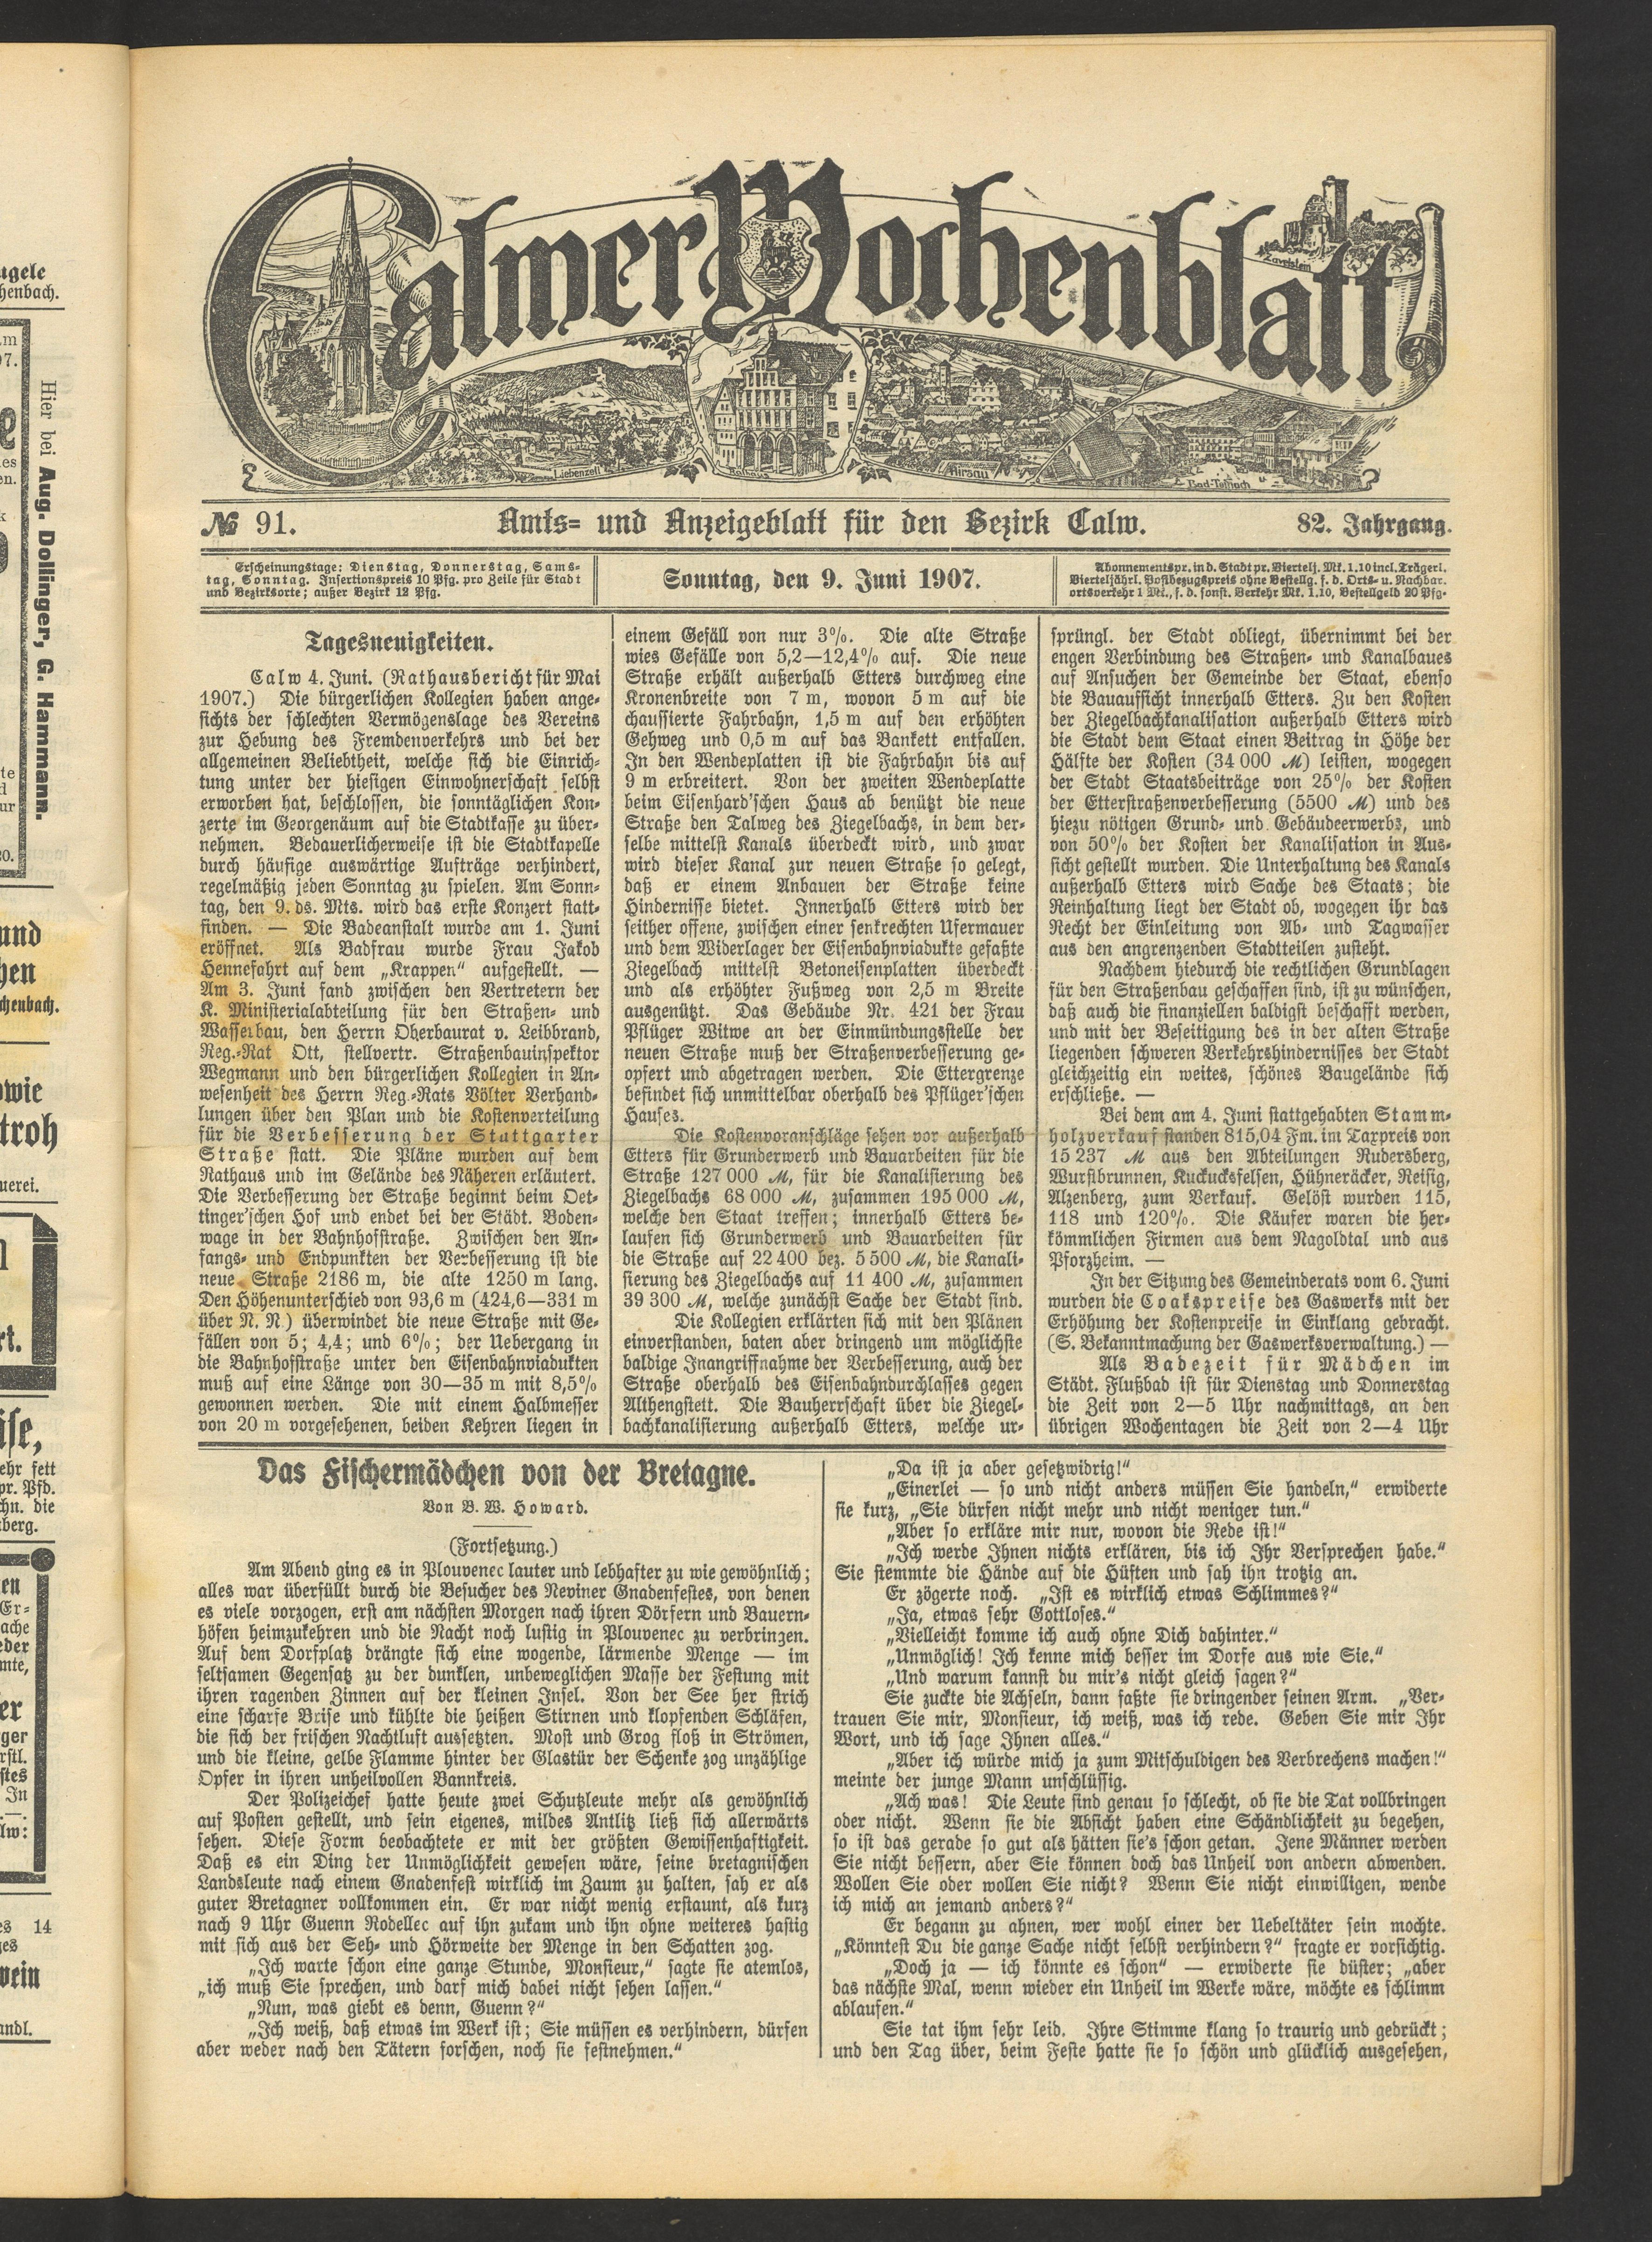 Calmer Wochenblatt
Zavelstein
Liebenzell
Hirsau
№ 91.
Amts= und Anzeigeblatt für den Bezirk Calw.
82. Jahrgang.
Erscheinungstage: Dienstag, Donnerstag, Sams-
tag, Sonntag. Insertionspreis 10 Pfg. pro Zeile für Stadt
und Bezirksorte; außer Bezirk 12 Pfg.
Sonntag, den 9. Juni 1907.
Abonnementspr. in d. Stadt pr. Viertelj. Mk. 1.10 incl. Trägerl.
Vierteljährl. Postbezugspreis ohne Bestellg. f. d. Orts- u. Nachbar-
ortsverkehr 1 Mk., f. d. sonst. Verkehr Mk. 1.10, Bestellgeld 20 Pfg.
Tagesneuigkeiten.
Calw 4. Juni. (Rathausbericht für Mai
1907.) Die bürgerlichen Kollegien haben ange-
sichts der schlechten Vermögenslage des Vereins
zur Hebung des Fremdenverkehrs und bei der
allgemeinen Beliebtheit, welche sich die Einrich-
tung unter der hiesigen Einwohnerschaft selbst
erworben hat, beschlossen, die sonntäglichen Kon-
zerte im Georgenäum auf die Stadtkasse zu über-
nehmen. Bedauerlicherweise ist die Stadtkapelle
durch häufige auswärtige Aufträge verhindert,
regelmäßig jeden Sonntag zu spielen. Am Sonn-
tag, den 9. ds. Mts. wird das erste Konzert statt-
finden. — Die Badeanstalt wurde am 1. Juni
eröffnet. Als Badfrau wurde Frau Jakob
Hennefahrt auf dem „Krappen“ aufgestellt. —
Am 3. Juni fand zwischen den Vertretern der
K. Ministerialabteilung für den Straßen- und
Wasserbau, den Herrn Oberbaurat v. Leibbrand,
Reg.-Rat Ott, stellvertr. Straßenbauinspektor
Wegmann und den bürgerlichen Kollegien in An-
wesenheit des Herrn Reg.-Rats Völter Verhand-
lungen über den Plan und die Kostenverteilung
für die Verbesserung der Stuttgarter
Straße statt. Die Pläne wurden auf dem
Rathaus und im Gelände des Näheren erläutert.
Die Verbesserung der Straße beginnt beim Oet-
tinger'schen Hof und endet bei der Städt. Boden-
wage in der Bahnhofstraße. Zwischen den An-
fangs- und Endpunkten der Verbesserung ist die
neue Straße 2186 m, die alte 1250 m lang.
Den Höhenunterschied von 93,6 m (424,6—331 m
über N. N.) überwindet die neue Straße mit Ge-
fällen von 5; 4,4; und 6%; der Uebergang in
die Bahnhofstraße unter den Eisenbahnviadukten
muß auf eine Länge von 30—35 m mit 8,5%
gewonnen werden. Die mit einem Halbmesser
von 20 m vorgesehenen, beiden Kehren liegen in
einem Gefäll von nur 3%. Die alte Straße
wies Gefälle von 5,2—12,4% auf. Die neue
Straße erhält außerhalb Etters durchweg eine
Kronenbreite von 7 m, wovon 5 m auf die
chaussierte Fahrbahn, 1,5 m auf den erhöhten
Gehweg und 0,5 m auf das Bankett entfallen.
In den Wendeplatten ist die Fahrbahn bis auf
9 m erbreitert. Von der zweiten Wendeplatte
beim Eisenhard'schen Haus ab benützt die neue
Straße den Talweg des Ziegelbachs, in dem der-
selbe mittelst Kanals überdeckt wird, und zwar
wird dieser Kanal zur neuen Straße so gelegt,
daß er einem Anbauen der Straße keine
Hindernisse bietet. Innerhalb Etters wird der
seither offene, zwischen einer senkrechten Ufermauer
und dem Widerlager der Eisenbahnviadukte gefaßte
Ziegelbach mittelst Betoneisenplatten überdeckt
und als erhöhter Fußweg von 2,5 m Breite
ausgenützt. Das Gebäude Nr. 421 der Frau
Pflüger Witwe an der Einmündungsstelle der
neuen Straße muß der Straßenverbesserung ge-
opfert und abgetragen werden. Die Ettergrenze
befindet sich unmittelbar oberhalb des Pflüger'schen
Hauses.
Die Kostenvoranschläge sehen vor außerhalb
Etters für Grunderwerb und Bauarbeiten für die
Straße 127 000 ℳ, für die Kanalisierung des
Ziegelbachs 68 000 ℳ, zusammen 195 000 ℳ,
welche den Staat treffen; innerhalb Etters be-
laufen sich Grunderwerb und Bauarbeiten für
die Straße auf 22 400 bez. 5 500 ℳ, die Kanali-
sierung des Ziegelbachs auf 11 400 ℳ, zusammen
39 300 ℳ, welche zunächst Sache der Stadt sind.
Die Kollegien erklärten sich mit den Plänen
einverstanden, baten aber dringend um möglichste
baldige Inangriffnahme der Verbesserung, auch der
Straße oberhalb des Eisenbahndurchlasses gegen
Althengstett. Die Bauherrschaft über die Ziegel-
bachkanalisierung außerhalb Etters, welche ur-
sprüngl. der Stadt obliegt, übernimmt bei der
engen Verbindung des Straßen- und Kanalbaues
auf Ansuchen der Gemeinde der Staat, ebenso
die Bauaufsicht innerhalb Etters. Zu den Kosten
der Ziegelbachkanalisation außerhalb Etters wird
die Stadt dem Staat einen Beitrag in Höhe der
Hälfte der Kosten (34 000 ℳ) leisten, wogegen
der Stadt Staatsbeiträge von 25% der Kosten
der Etterstraßenverbesserung (5500 ℳ) und des
hiezu nötigen Grund- und Gebäudeerwerbs, und
von 50% der Kosten der Kanalisation in Aus-
sicht gestellt wurden. Die Unterhaltung des Kanals
außerhalb Etters wird Sache des Staats; die
Reinhaltung liegt der Stadt ob, wogegen ihr das
Recht der Einleitung von Ab- und Tagwasser
aus den angrenzenden Stadtteilen zusteht.
Nachdem hiedurch die rechtlichen Grundlagen
für den Straßenbau geschaffen sind, ist zu wünschen,
daß auch die finanziellen baldigst beschafft werden,
und mit der Beseitigung des in der alten Straße
liegenden schweren Verkehrshindernisses der Stadt
gleichzeitig ein weites, schönes Baugelände sich
erschließe. —
Bei dem am 4. Juni stattgehabten Stamm-
holzverkauf standen 815,04 Fm. im Taxpreis von
15 237 ℳ aus den Abteilungen Rudersberg,
Wurstbrunnen, Kuckucksfelsen, Hühneräcker, Reisig,
Alzenberg, zum Verkauf. Gelöst wurden 115,
118 und 120%. Die Käufer waren die her-
kömmlichen Firmen aus dem Nagoldtal und aus
Pforzheim. —
In der Sitzung des Gemeinderats vom 6. Juni
wurden die Coakspreise des Gaswerks mit der
Erhöhung der Kostenpreise in Einklang gebracht.
(S. Bekanntmachung der Gaswerksverwaltung.) —
Als Badezeit für Mädchen im
Städt. Flußbad ist für Dienstag und Donnerstag
die Zeit von 2—5 Uhr nachmittags, an den
übrigen Wochentagen die Zeit von 2—4 Uhr
Das Fischermädchen von der Bretagne.
Von B. W. Howard.
(Fortsetzung.)
Am Abend ging es in Plouvenec lauter und lebhafter zu wie gewöhnlich;
alles war überfüllt durch die Besucher des Neviner Gnadenfestes, von denen
es viele vorzogen, erst am nächsten Morgen nach ihren Dörfern und Bauern-
höfen heimzukehren und die Nacht noch lustig in Plouvenec zu verbringen.
Auf dem Dorfplatz drängte sich eine wogende, lärmende Menge — im
seltsamen Gegensatz zu der dunklen, unbeweglichen Masse der Festung mit
ihren ragenden Zinnen auf der kleinen Insel. Von der See her strich
eine scharfe Brise und kühlte die heißen Stirnen und klopfenden Schläfen,
die sich der frischen Nachtluft aussetzten. Most und Grog floß in Strömen,
und die kleine, gelbe Flamme hinter der Glastür der Schenke zog unzählige
Opfer in ihren unheilvollen Bannkreis.
Der Polizeichef hatte heute zwei Schutzleute mehr als gewöhnlich
auf Posten gestellt, und sein eigenes, mildes Antlitz ließ sich allerwärts
sehen. Diese Form beobachtete er mit der größten Gewissenhaftigkeit.
Daß es ein Ding der Unmöglichkeit gewesen wäre, seine bretagnischen
Landsleute nach einem Gnadenfest wirklich im Zaum zu halten, sah er als
guter Bretagner vollkommen ein. Er war nicht wenig erstaunt, als kurz
nach 9 Uhr Guenn Rodellec auf ihn zukam und ihn ohne weiteres hastig
mit sich aus der Seh- und Hörweite der Menge in den Schatten zog.
„Ich warte schon eine ganze Stunde, Monsieur,“ sagte sie atemlos,
„ich muß Sie sprechen, und darf mich dabei nicht sehen lassen.“
„Nun, was giebt es denn, Guenn?“
„Ich weiß, daß etwas im Werk ist; Sie müssen es verhindern, dürfen
aber weder nach den Tätern forschen, noch sie festnehmen.“
„Da ist ja aber gesetzwidrig!“
„Einerlei — so und nicht anders müssen Sie handeln,“ erwiderte
sie kurz, „Sie dürfen nicht mehr und nicht weniger tun.“
„Aber so erkläre mir nur, wovon die Rede ist!“
„Ich werde Ihnen nichts erklären, bis ich Ihr Versprechen habe.“
Sie stemmte die Hände auf die Hüften und sah ihn trotzig an.
Er zögerte noch. „Ist es wirklich etwas Schlimmes?“
„Ja, etwas sehr Gottloses.“
„Vielleicht komme ich auch ohne Dich dahinter.“
„Unmöglich! Ich kenne mich besser im Dorfe aus wie Sie.“
„Und warum kannst du mir's nicht gleich sagen?“
Sie zuckte die Achseln, dann faßte sie dringender seinen Arm. „Ver-
trauen Sie mir, Monsieur, ich weiß, was ich rede. Geben Sie mir Ihr
Wort, und ich sage Ihnen alles.“
„Aber ich würde mich ja zum Mitschuldigen des Verbrechens machen!“
meinte der junge Mann unschlüssig.
„Ach was! Die Leute sind genau so schlecht, ob sie die Tat vollbringen
oder nicht. Wenn sie die Absicht haben eine Schändlichkeit zu begehen,
so ist das gerade so gut als hätten sie's schon getan. Jene Männer werden
Sie nicht bessern, aber Sie können doch das Unheil von andern abwenden.
Wollen Sie oder wollen Sie nicht? Wenn Sie nicht einwilligen, wende
ich mich an jemand anders?“
Er begann zu ahnen, wer wohl einer der Uebeltäter sein mochte.
„Könntest Du die ganze Sache nicht selbst verhindern?“ fragte er vorsichtig.
„Doch ja — ich könnte es schon“ — erwiderte sie düster; „aber
das nächste Mal, wenn wieder ein Unheil im Werke wäre, möchte es schlimm
ablaufen.“
Sie tat ihm sehr leid. Ihre Stimme klang so traurig und gedrückt;
und den Tag über, beim Feste hatte sie so schön und glücklich ausgesehen,
Hier bei Aug. Dollinger, G. Hammann.